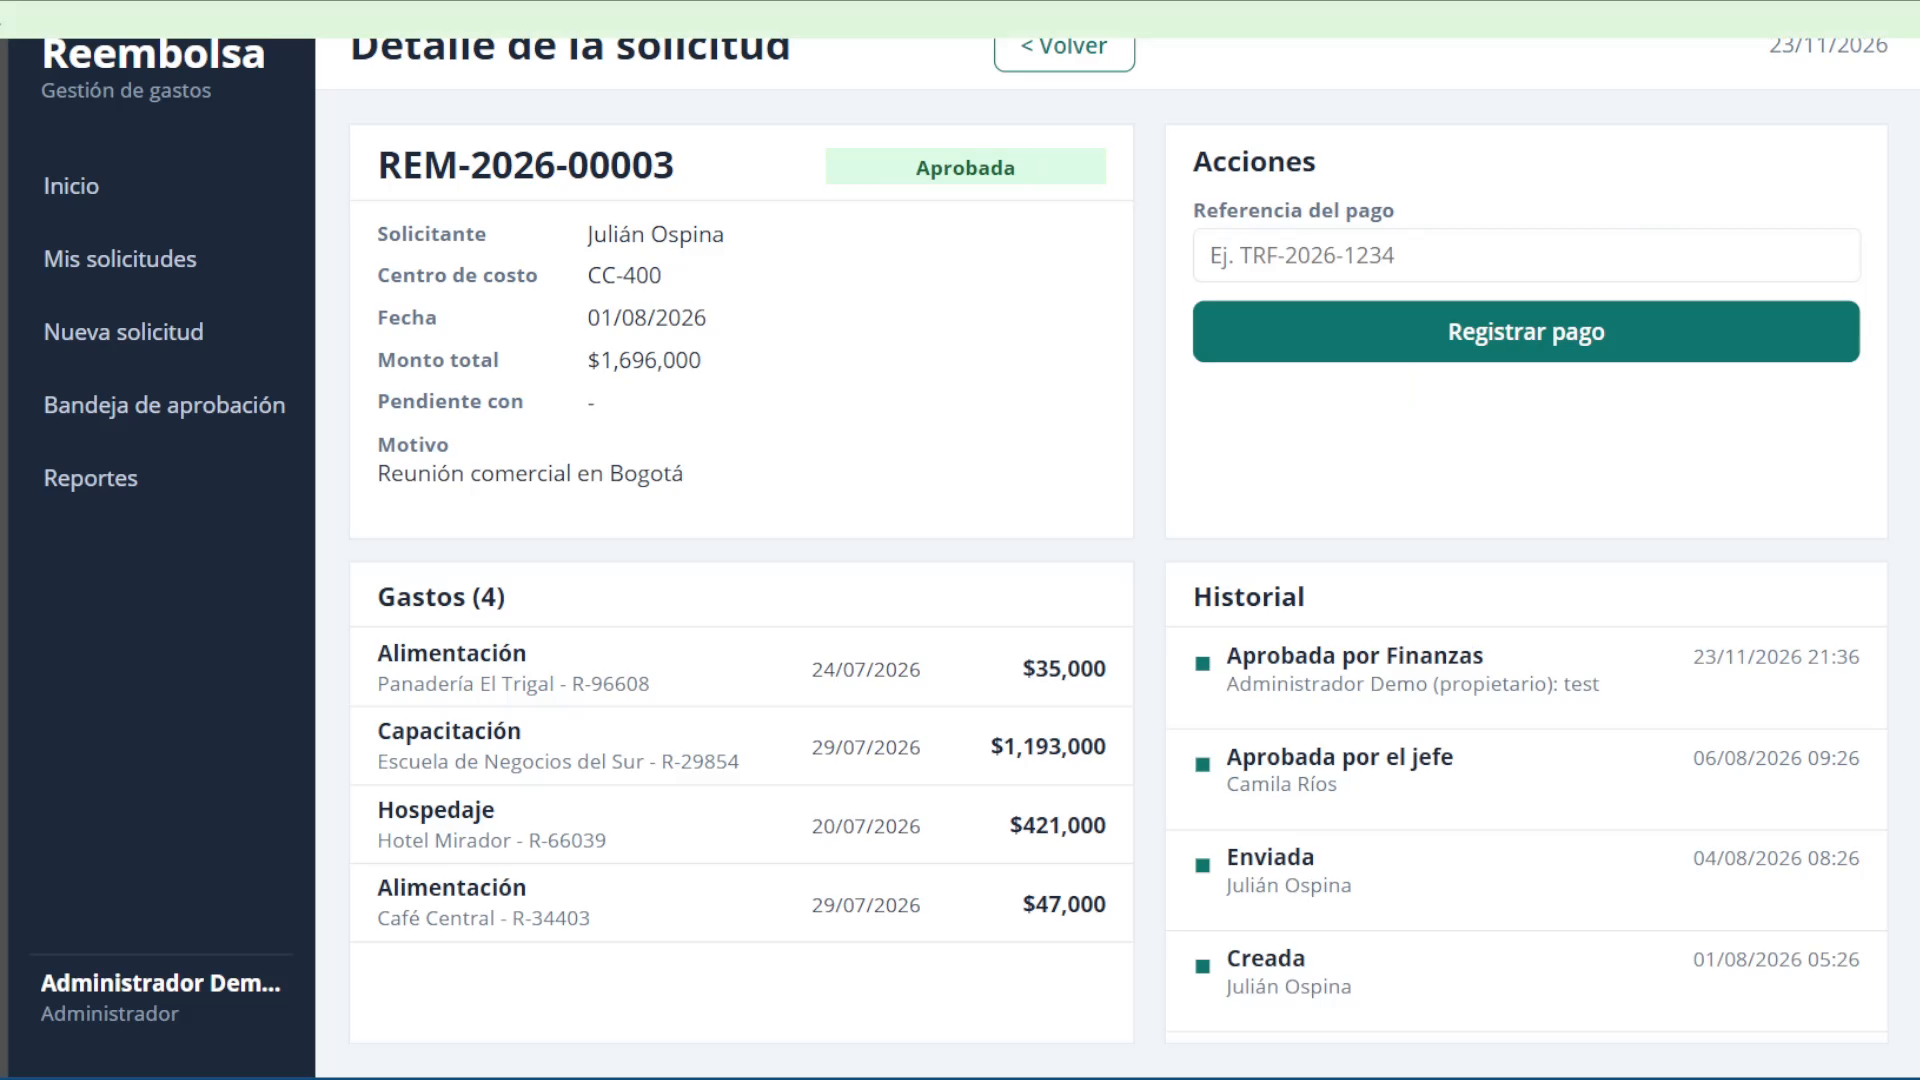 Reembolsa
Gestión de gastos
Inicio
Mis solicitudes
Nueva solicitud
Bandeja de aprobación
Reportes
Administrador Dem...
Administrador
Detalle de la solicitud
< Volver
23/11/2026
REM-2026-00003
Aprobada
Solicitante Julián Ospina
Centro de costo CC-400
Fecha 01/08/2026
Monto total $1,696,000
Pendiente con -
Motivo
Reunión comercial en Bogotá
Acciones
Referencia del pago
Ej. TRF-2026-1234
Registrar pago
Gastos (4)
Alimentación
Panadería El Trigal - R-96608
24/07/2026
$35,000
Capacitación
Escuela de Negocios del Sur - R-29854
29/07/2026
$1,193,000
Hospedaje
Hotel Mirador - R-66039
20/07/2026
$421,000
Alimentación
Café Central - R-34403
29/07/2026
$47,000
Historial
Aprobada por Finanzas 23/11/2026 21:36
Administrador Demo (propietario): test
Aprobada por el jefe 06/08/2026 09:26
Camila Ríos
Enviada 04/08/2026 08:26
Julián Ospina
Creada 01/08/2026 05:26
Julián Ospina